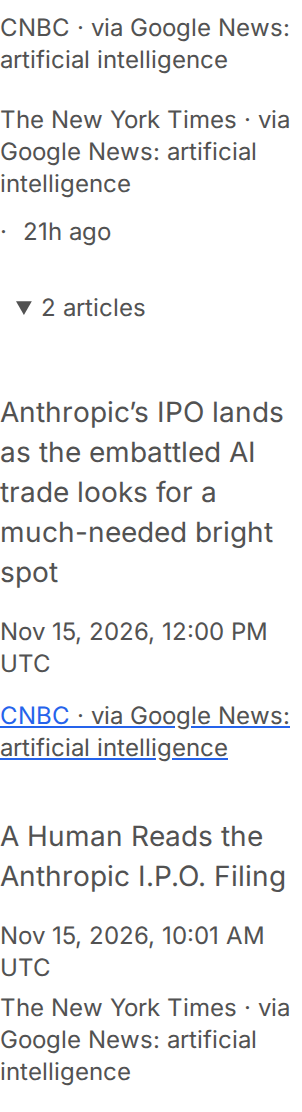 CNBC · via Google News:
artificial intelligence
The New York Times · via
Google News: artificial
intelligence
· 21h ago
▼ 2 articles
Anthropic’s IPO lands
as the embattled AI
trade looks for a
much-needed bright
spot
Nov 15, 2026, 12:00 PM
UTC
CNBC · via Google News:
artificial intelligence
A Human Reads the
Anthropic I.P.O. Filing
Nov 15, 2026, 10:01 AM
UTC
The New York Times · via
Google News: artificial
intelligence